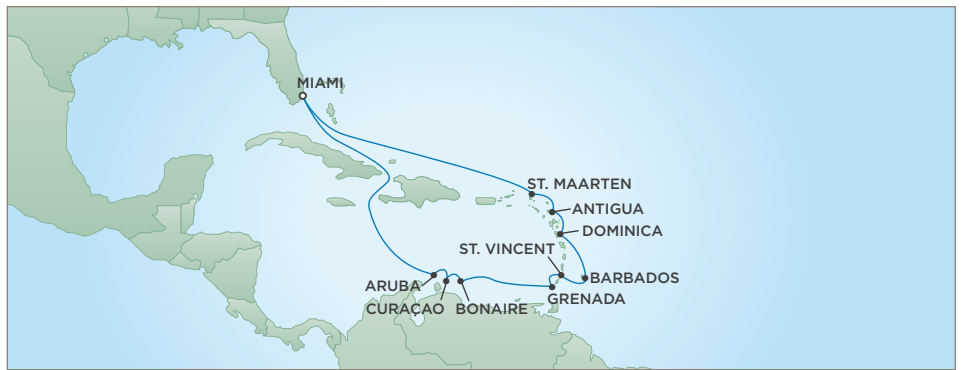 MIAMI
ST. MAARTEN
ANTIGUA
DOMINICA
ST. VINCENT
BARBADOS
ARUBA
GRENADA
CURAÇAO
BONAIRE